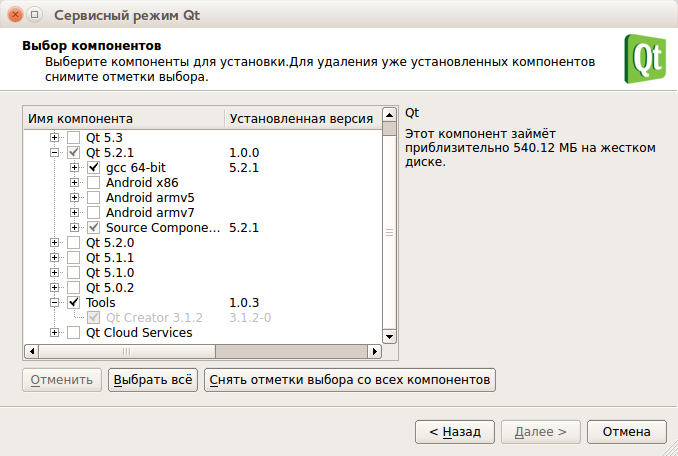 Сервисный режим Qt
Выбор компонентов
Выберите компоненты для установки.Для удаления уже установленных компонентов
снимите отметки выбора.
Qt
Имя компонента Установленная версия
Qt 5.3
Qt 5.2.1 1.0.0
gcc 64-bit 5.2.1
Android x86
Android armv5
Android armv7
Source Compone... 5.2.1
Qt 5.2.0
Qt 5.1.1
Qt 5.1.0
Qt 5.0.2
Tools 1.0.3
Qt Creator 3.1.2 3.1.2-0
Qt Cloud Services
Qt
Этот компонент займёт
приблизительно 540.12 МБ на жестком
диске.
Отменить Выбрать всё Снять отметки выбора со всех компонентов
< Назад Далее > Отмена